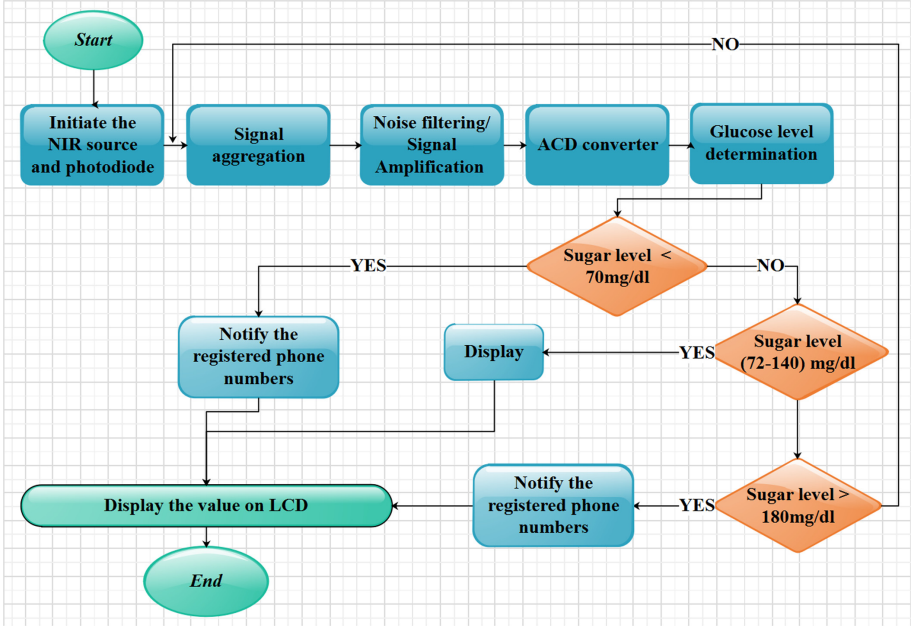 Start
NO
Initiate the
NIR source
and photodiode
Signal
aggregation
Noise filtering/
Signal
Amplification
ACD converter
Glucose level
determination
Sugar level <
70mg/dl
YES
NO
Notify the
registered phone
numbers
Display
YES
Sugar level
(72-140) mg/dl
Display the value on LCD
Notify the
registered phone
numbers
YES
Sugar level >
180mg/dl
End